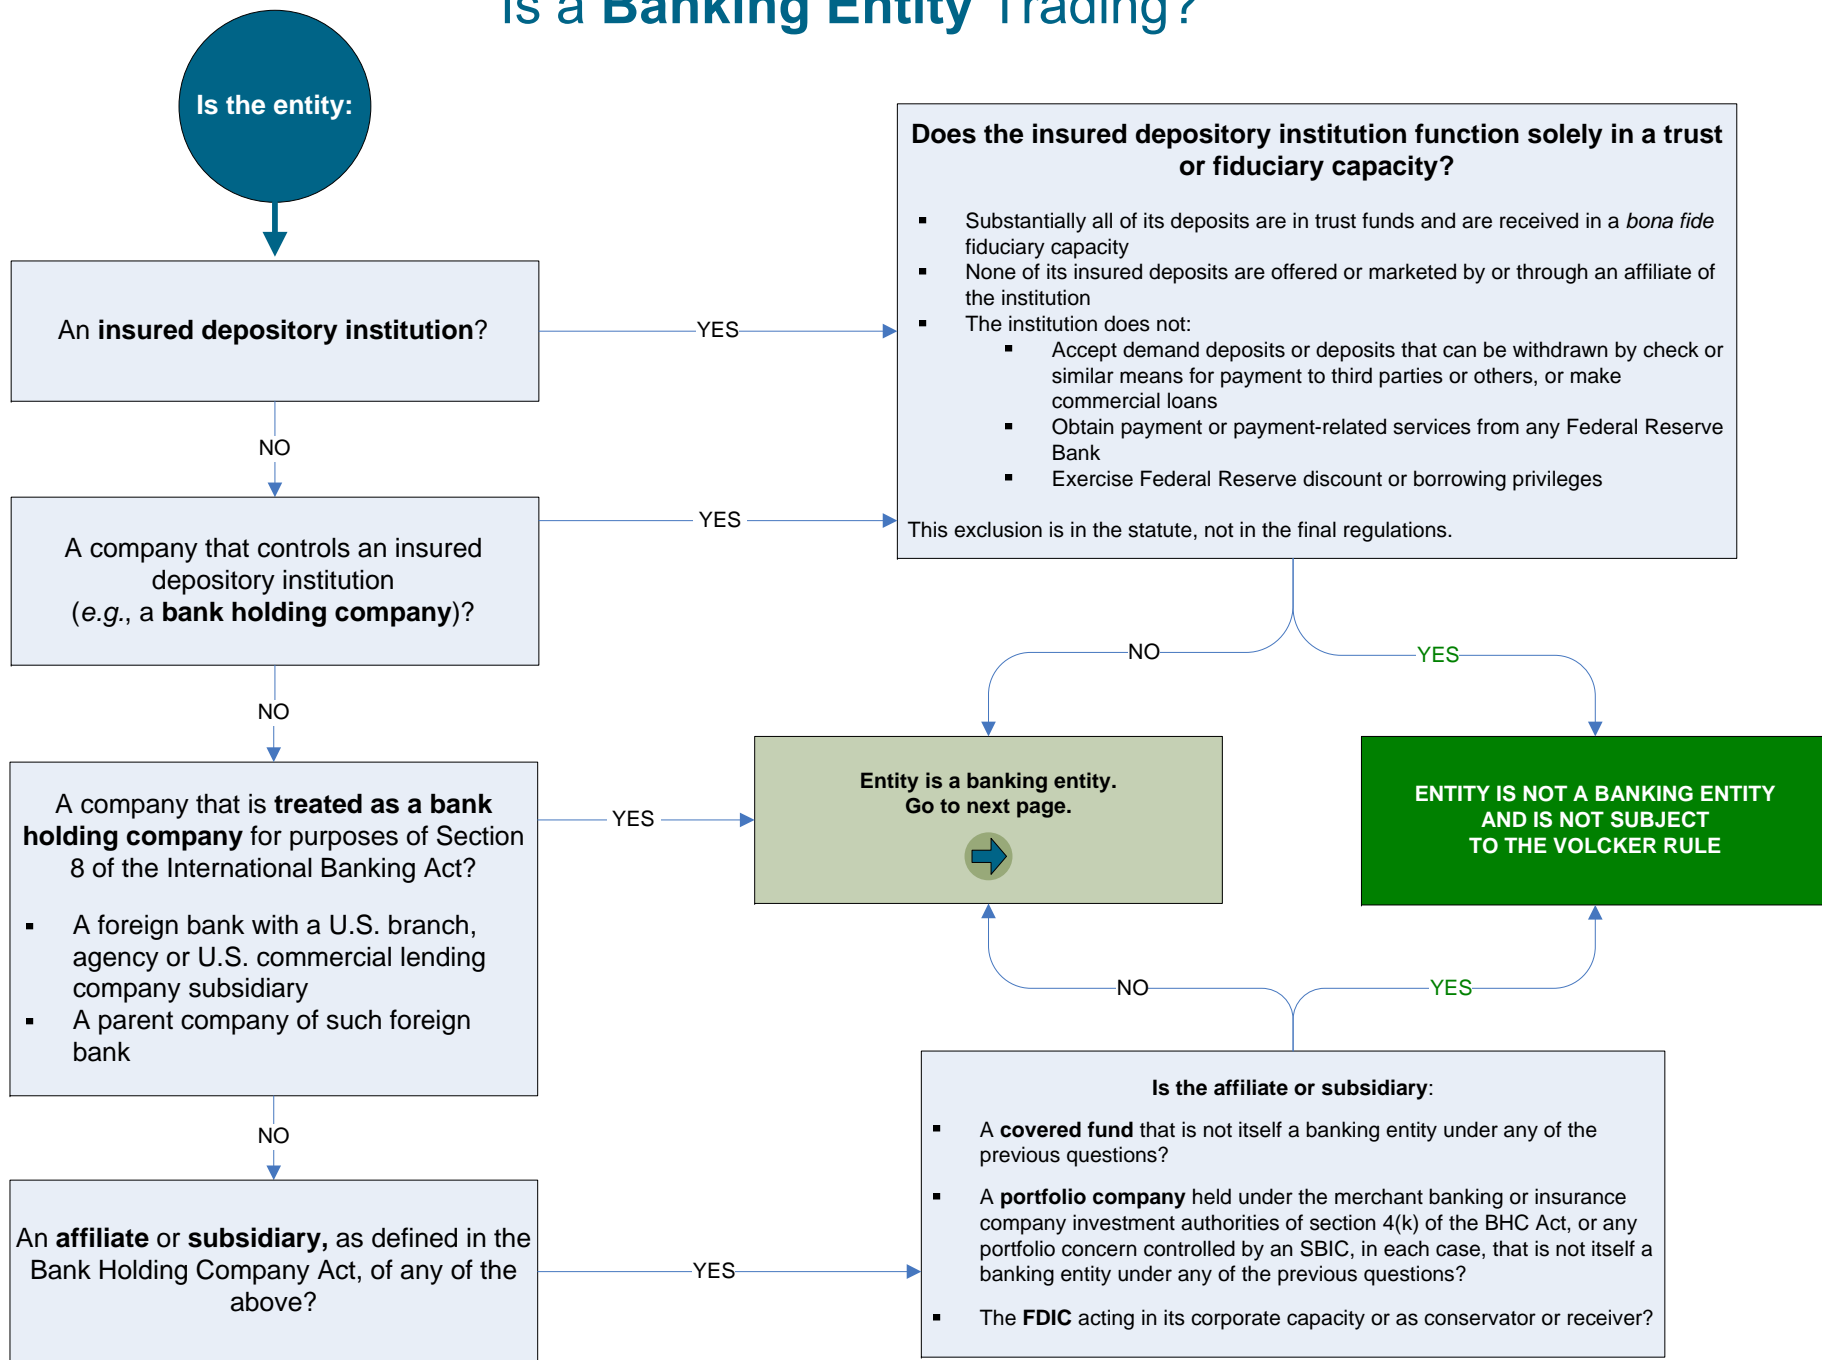 Is a Banking Entity Trading?
Is the entity:
An insured depository institution?
YES
NO
Does the insured depository institution function solely in a trust
or fiduciary capacity?
▪ Substantially all of its deposits are in trust funds and are received in a bona fide
fiduciary capacity
▪ None of its insured deposits are offered or marketed by or through an affiliate of
the institution
▪ The institution does not:
▪ Accept demand deposits or deposits that can be withdrawn by check or
similar means for payment to third parties or others, or make
commercial loans
▪ Obtain payment or payment-related services from any Federal Reserve
Bank
▪ Exercise Federal Reserve discount or borrowing privileges
This exclusion is in the statute, not in the final regulations.
A company that controls an insured
depository institution
(e.g., a bank holding company)?
YES
NO
NO
YES
A company that is treated as a bank
holding company for purposes of Section
8 of the International Banking Act?
▪ A foreign bank with a U.S. branch,
agency or U.S. commercial lending
company subsidiary
▪ A parent company of such foreign
bank
YES
Entity is a banking entity.
Go to next page.
ENTITY IS NOT A BANKING ENTITY
AND IS NOT SUBJECT
TO THE VOLCKER RULE
NO
YES
NO
An affiliate or subsidiary, as defined in the
Bank Holding Company Act, of any of the
above?
YES
Is the affiliate or subsidiary:
▪ A covered fund that is not itself a banking entity under any of the
previous questions?
▪ A portfolio company held under the merchant banking or insurance
company investment authorities of section 4(k) of the BHC Act, or any
portfolio concern controlled by an SBIC, in each case, that is not itself a
banking entity under any of the previous questions?
▪ The FDIC acting in its corporate capacity or as conservator or receiver?